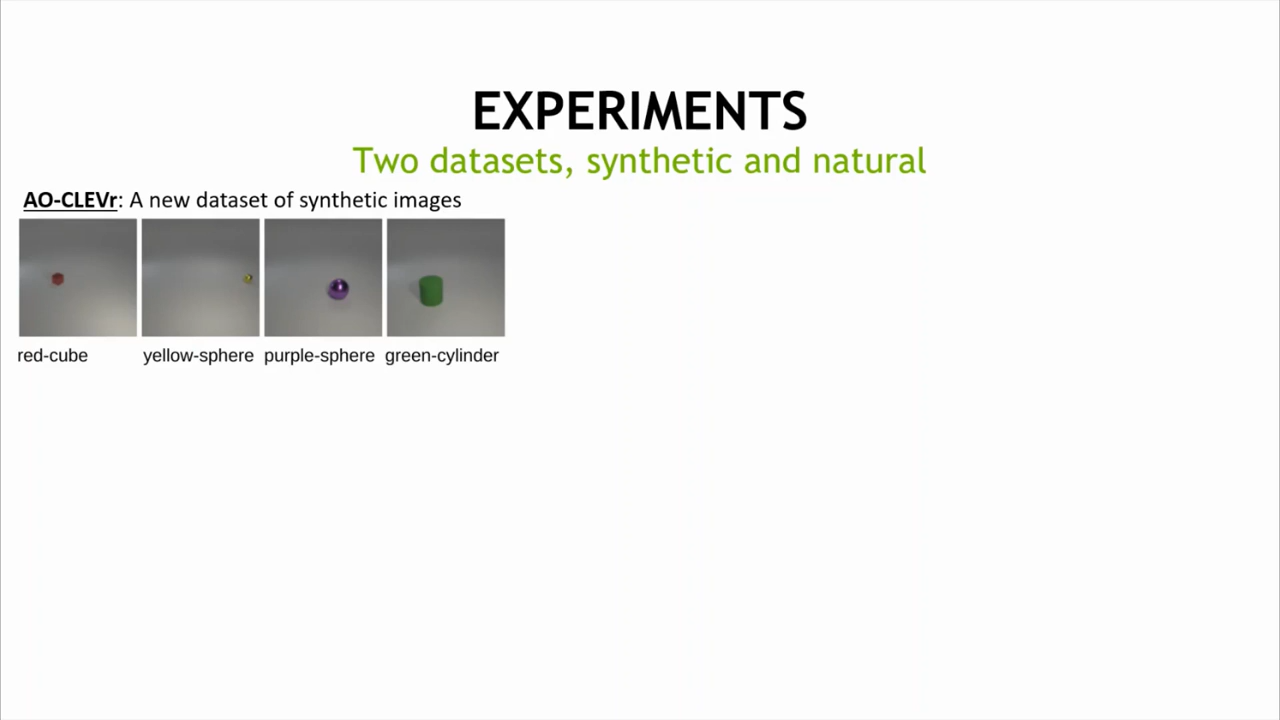 EXPERIMENTS
Two datasets, synthetic and natural
AO-CLEVr: A new dataset of synthetic images
red-cube yellow-sphere purple-sphere green-cylinder